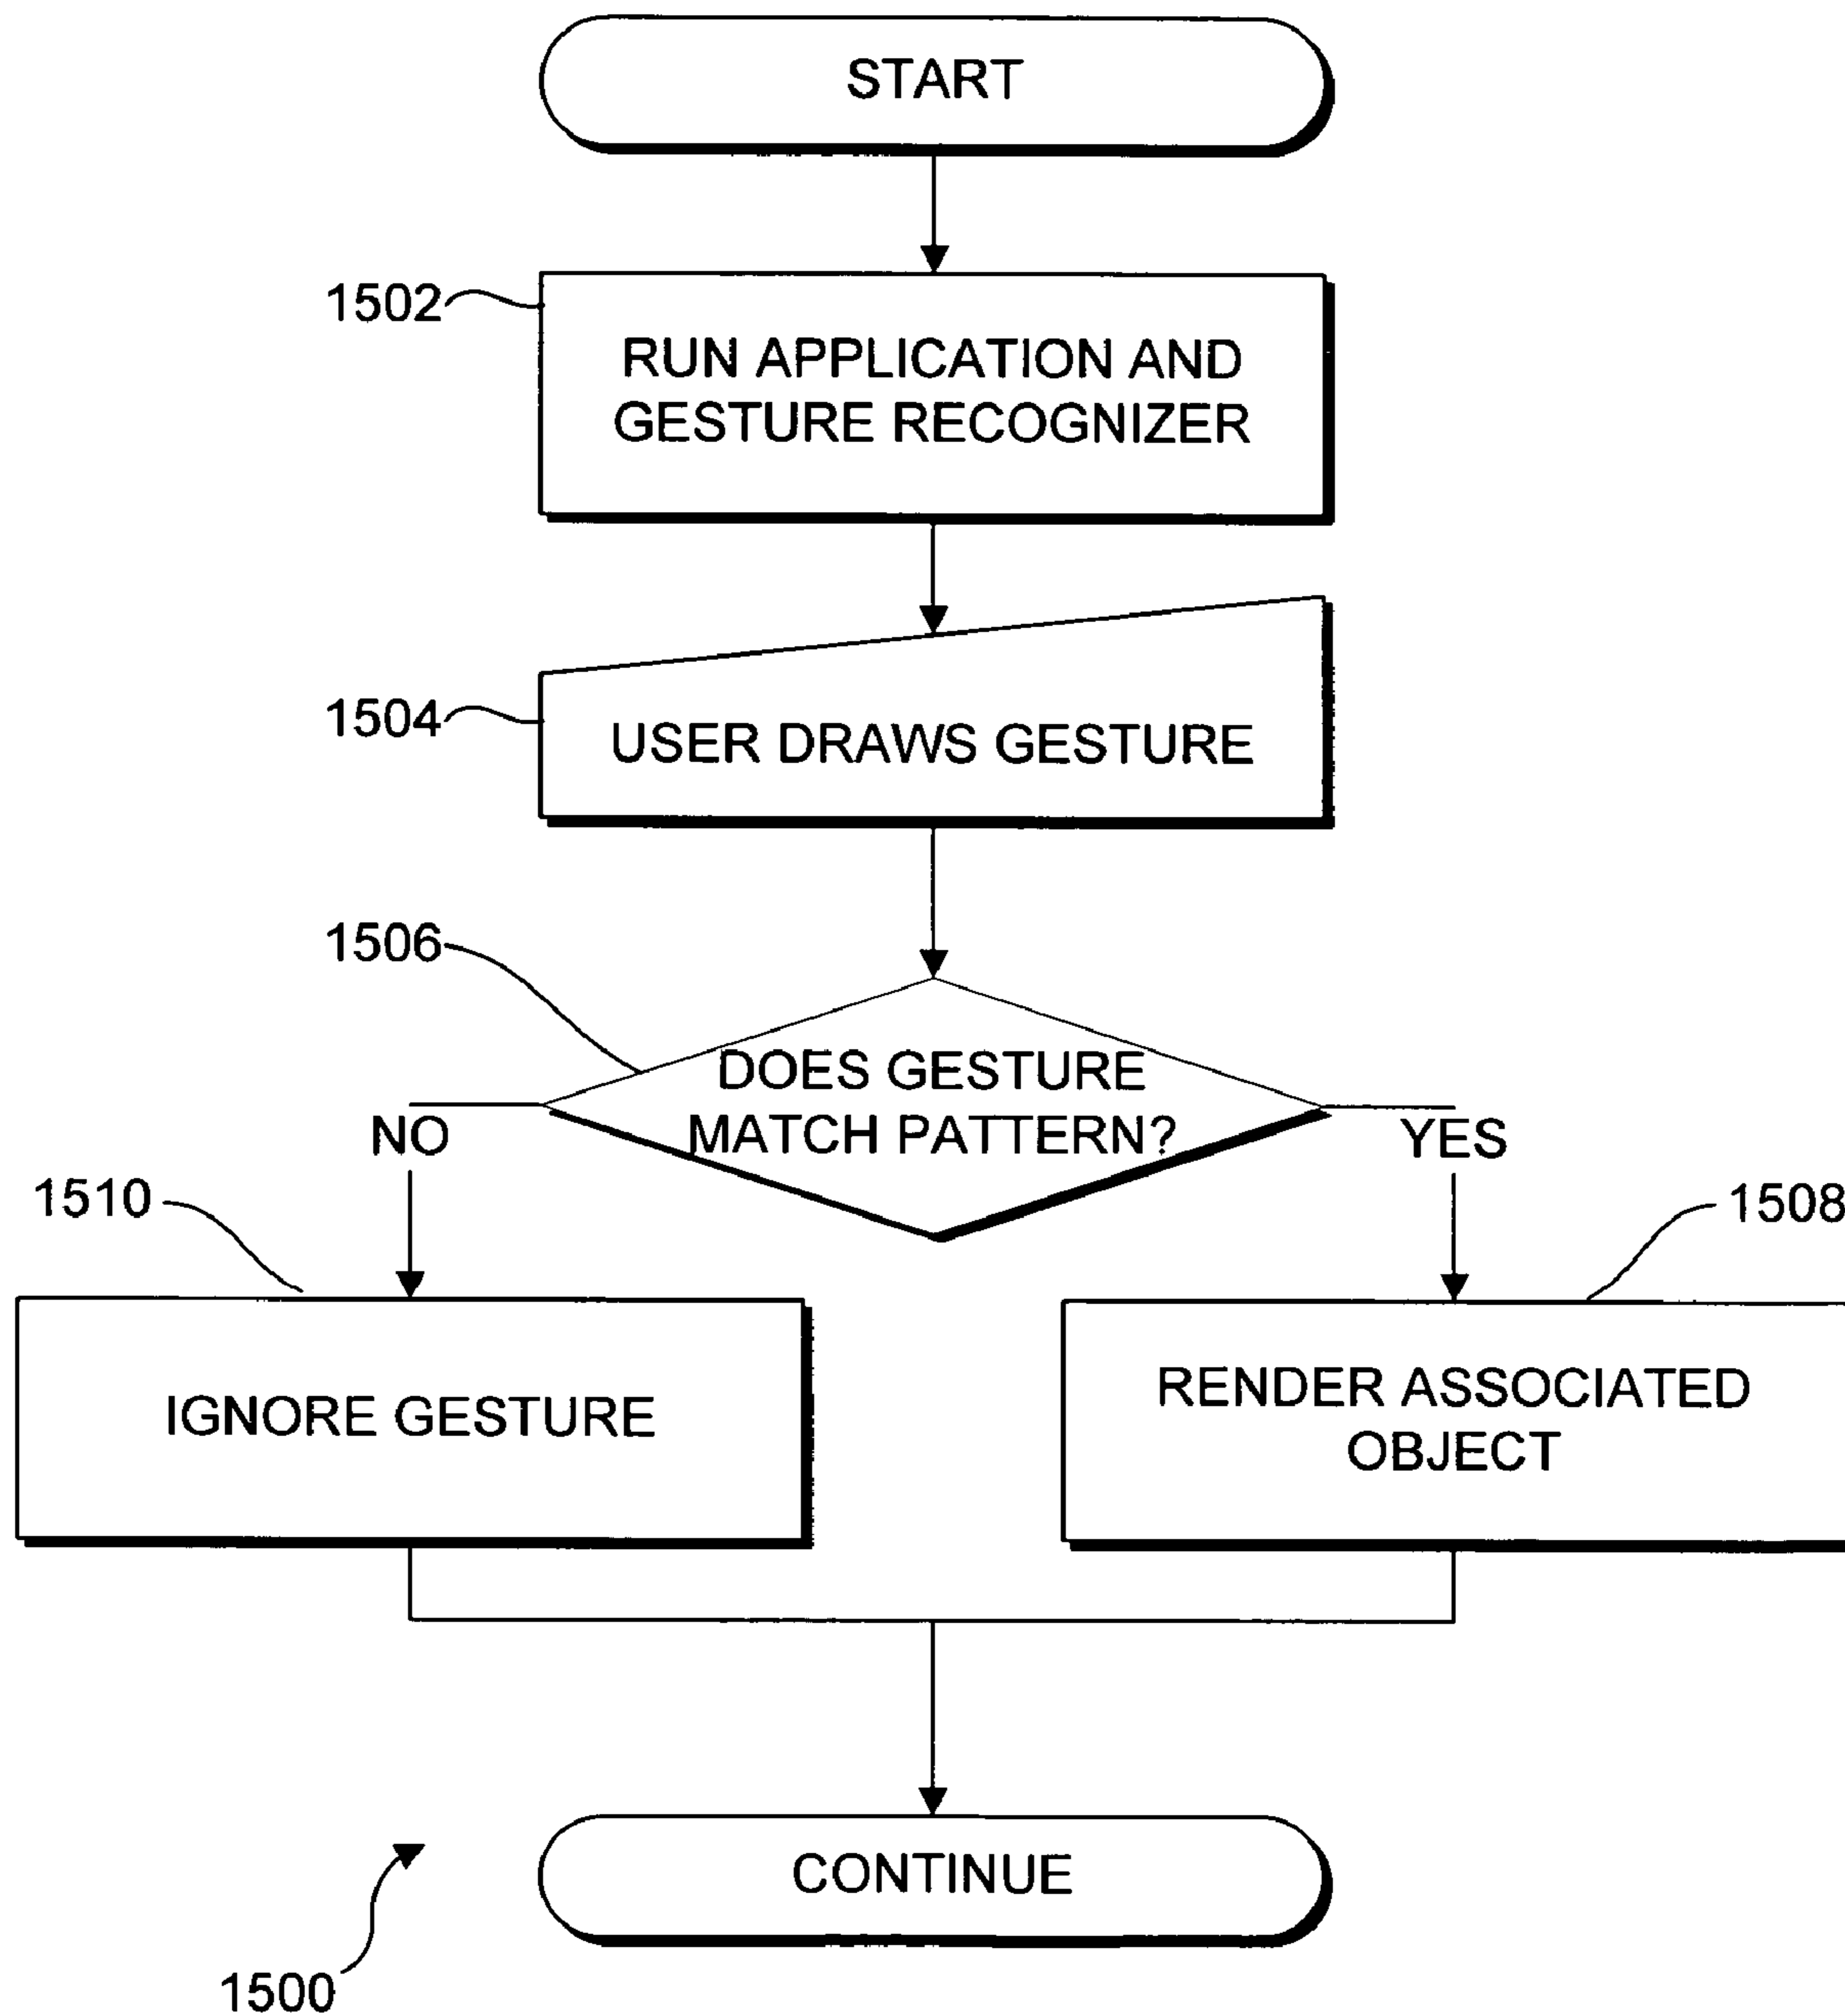 START
1502
RUN APPLICATION AND
GESTURE RECOGNIZER
1504
USER DRAWS GESTURE
1506
DOES GESTURE
MATCH PATTERN?
NO
YES
1510
1508
IGNORE GESTURE
RENDER ASSOCIATED
OBJECT
CONTINUE
1500